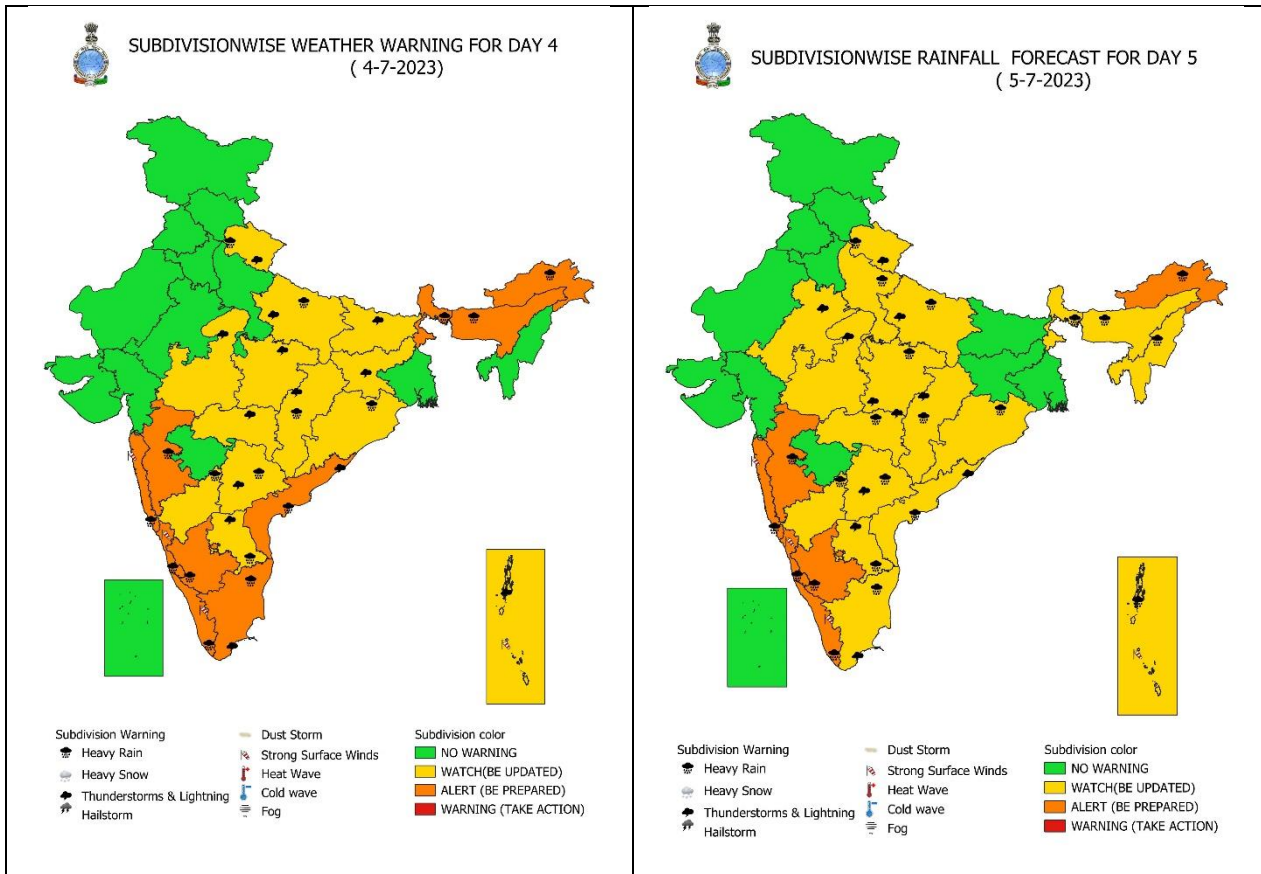 SUBDIVISIONWISE WEATHER WARNING FOR DAY 4
( 4-7-2023)
Subdivision Warning
Heavy Rain
Heavy Snow
Thunderstorms & Lightning
Hailstorm
Dust Storm
Strong Surface Winds
Heat Wave
Cold wave
Fog
Subdivision color
NO WARNING
WATCH(BE UPDATED)
ALERT (BE PREPARED)
WARNING (TAKE ACTION)
SUBDIVISIONWISE RAINFALL FORECAST FOR DAY 5
( 5-7-2023)
Subdivision Warning
Heavy Rain
Heavy Snow
Thunderstorms & Lightning
Hailstorm
Dust Storm
Strong Surface Winds
Heat Wave
Cold wave
Fog
Subdivision color
NO WARNING
WATCH(BE UPDATED)
ALERT (BE PREPARED)
WARNING (TAKE ACTION)